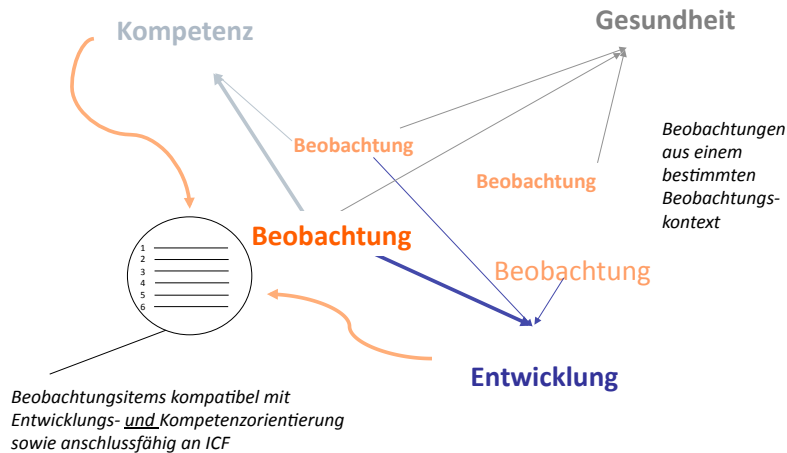 Gesundheit
Kompetenz
Beobachtung
Beobachtungen
aus einem
bestimmten
Beobachtungs-
kontext
Beobachtung
Beobachtung
1
2
3
4
5
6
Beobachtung
Entwicklung
Beobachtungsitems kompatibel mit
Entwicklungs- und Kompetenzorientierung
sowie anschlussfähig an ICF